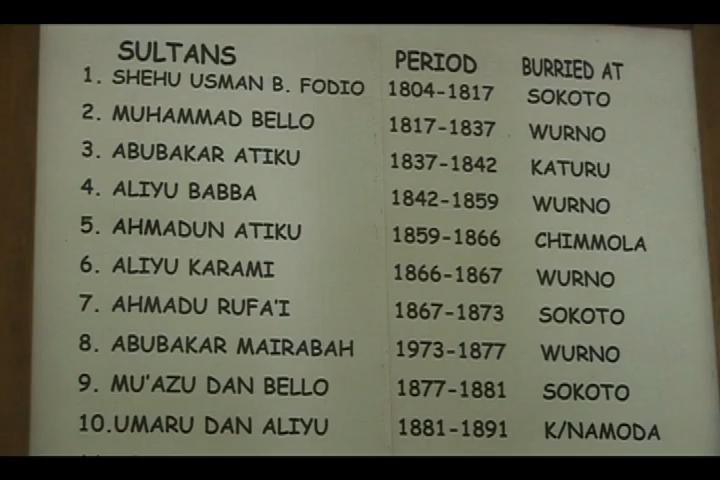 SULTANS PERIOD BURRIED AT
1. SHEHU USMAN B. FODIO 1804-1817 SOKOTO
2. MUHAMMAD BELLO 1817-1837 WURNO
3. ABUBAKAR ATIKU 1837-1842 KATURU
4. ALIYU BABBA 1842-1859 WURNO
5. AHMADUN ATIKU 1859-1866 CHIMMOLA
6. ALIYU KARAMI 1866-1867 WURNO
7. AHMADU RUFA'I 1867-1873 SOKOTO
8. ABUBAKAR MAIRABAH 1973-1877 WURNO
9. MU'AZU DAN BELLO 1877-1881 SOKOTO
10.UMARU DAN ALIYU 1881-1891 K/NAMODA